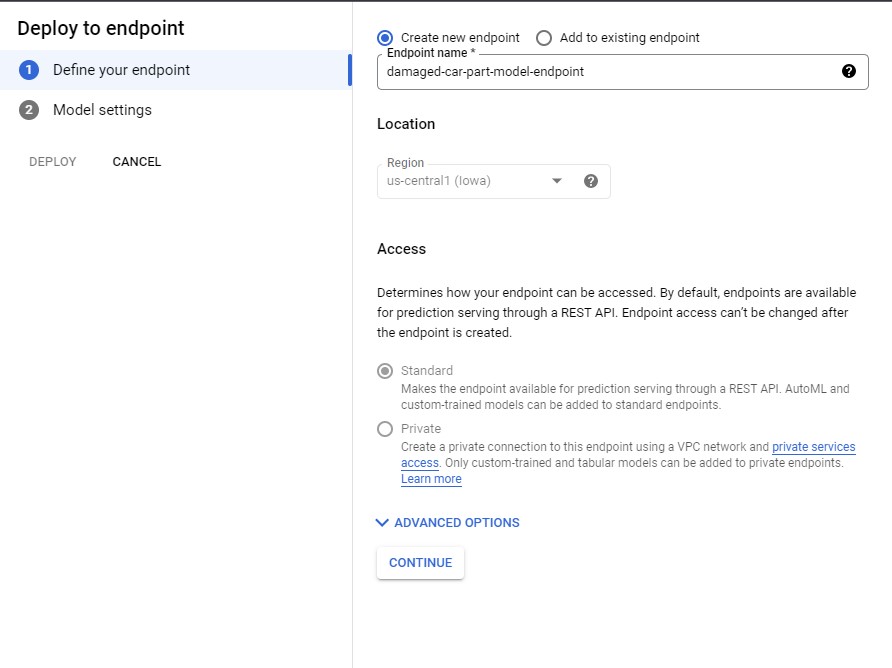 Deploy to endpoint
1 Define your endpoint
2 Model settings
DEPLOY CANCEL
Create new endpoint Add to existing endpoint
Endpoint name *
damaged-car-part-model-endpoint
?
Location
Region
us-central1 (Iowa)
?
Access
Determines how your endpoint can be accessed. By default, endpoints are available
for prediction serving through a REST API. Endpoint access can’t be changed after
the endpoint is created.
Standard
Makes the endpoint available for prediction serving through a REST API. AutoML and
custom-trained models can be added to standard endpoints.
Private
Create a private connection to this endpoint using a VPC network and private services
access. Only custom-trained and tabular models can be added to private endpoints.
Learn more
ADVANCED OPTIONS
CONTINUE